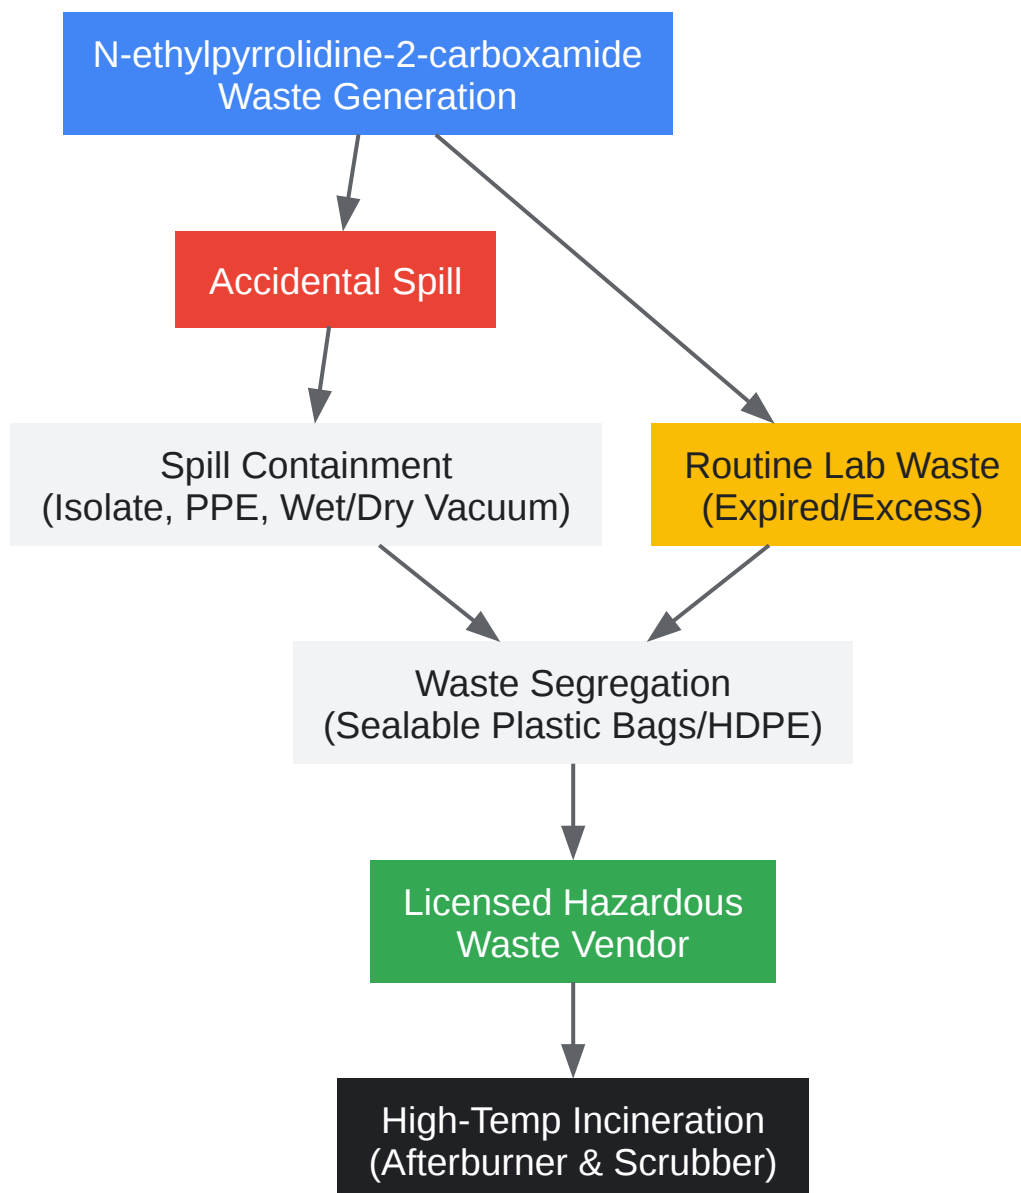 N-ethylpyrrolidine-2-carboxamide
Waste Generation
Accidental Spill
Spill Containment
(Isolate, PPE, Wet/Dry Vacuum)
Routine Lab Waste
(Expired/Excess)
Waste Segregation
(Sealable Plastic Bags/HDPE)
Licensed Hazardous
Waste Vendor
High-Temp Incineration
(Afterburner & Scrubber)